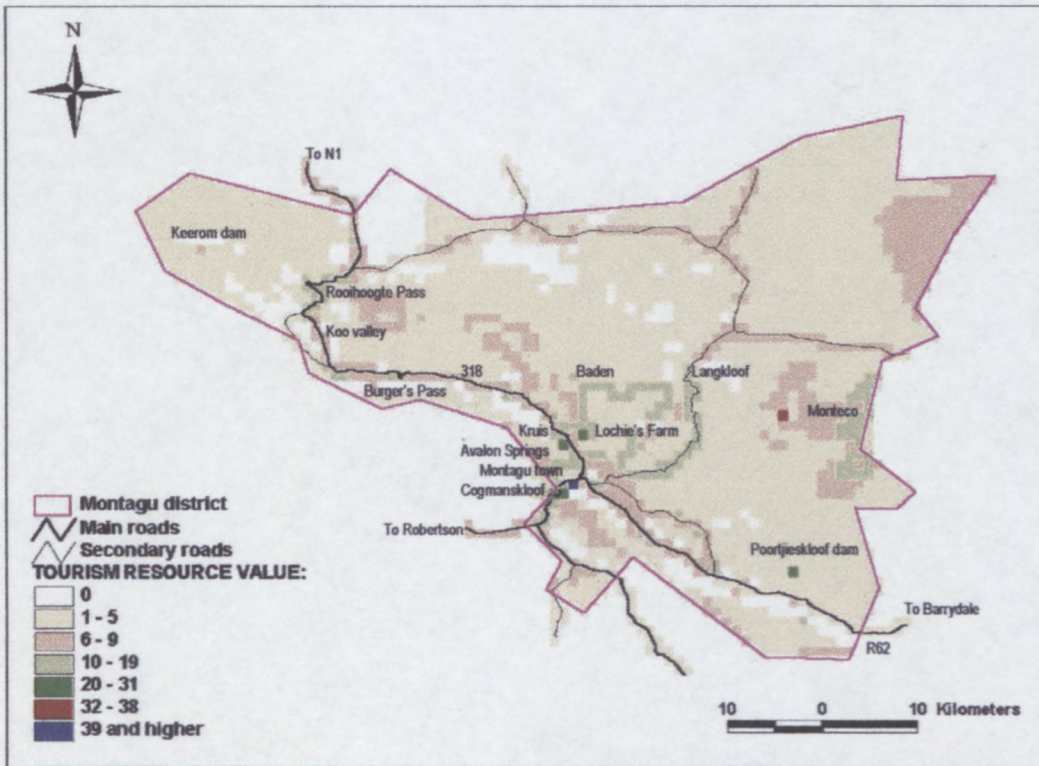 N
To N1
Keerom dam
Rooihoogte Pass
Koo valley
318
Baden
Langkloof
Burger's Pass
Monteco
Kruis
Lochie's Farm
Avalon Springs
Montagu town
Cogmanskloof
To Robertson
Poortjieskloof dam
To Barrydale
R62
Montagu district
Main roads
Secondary roads
TOURISM RESOURCE VALUE:
0
1 - 5
6 - 9
10 - 19
20 - 31
32 - 38
39 and higher
10 0 10 Kilometers